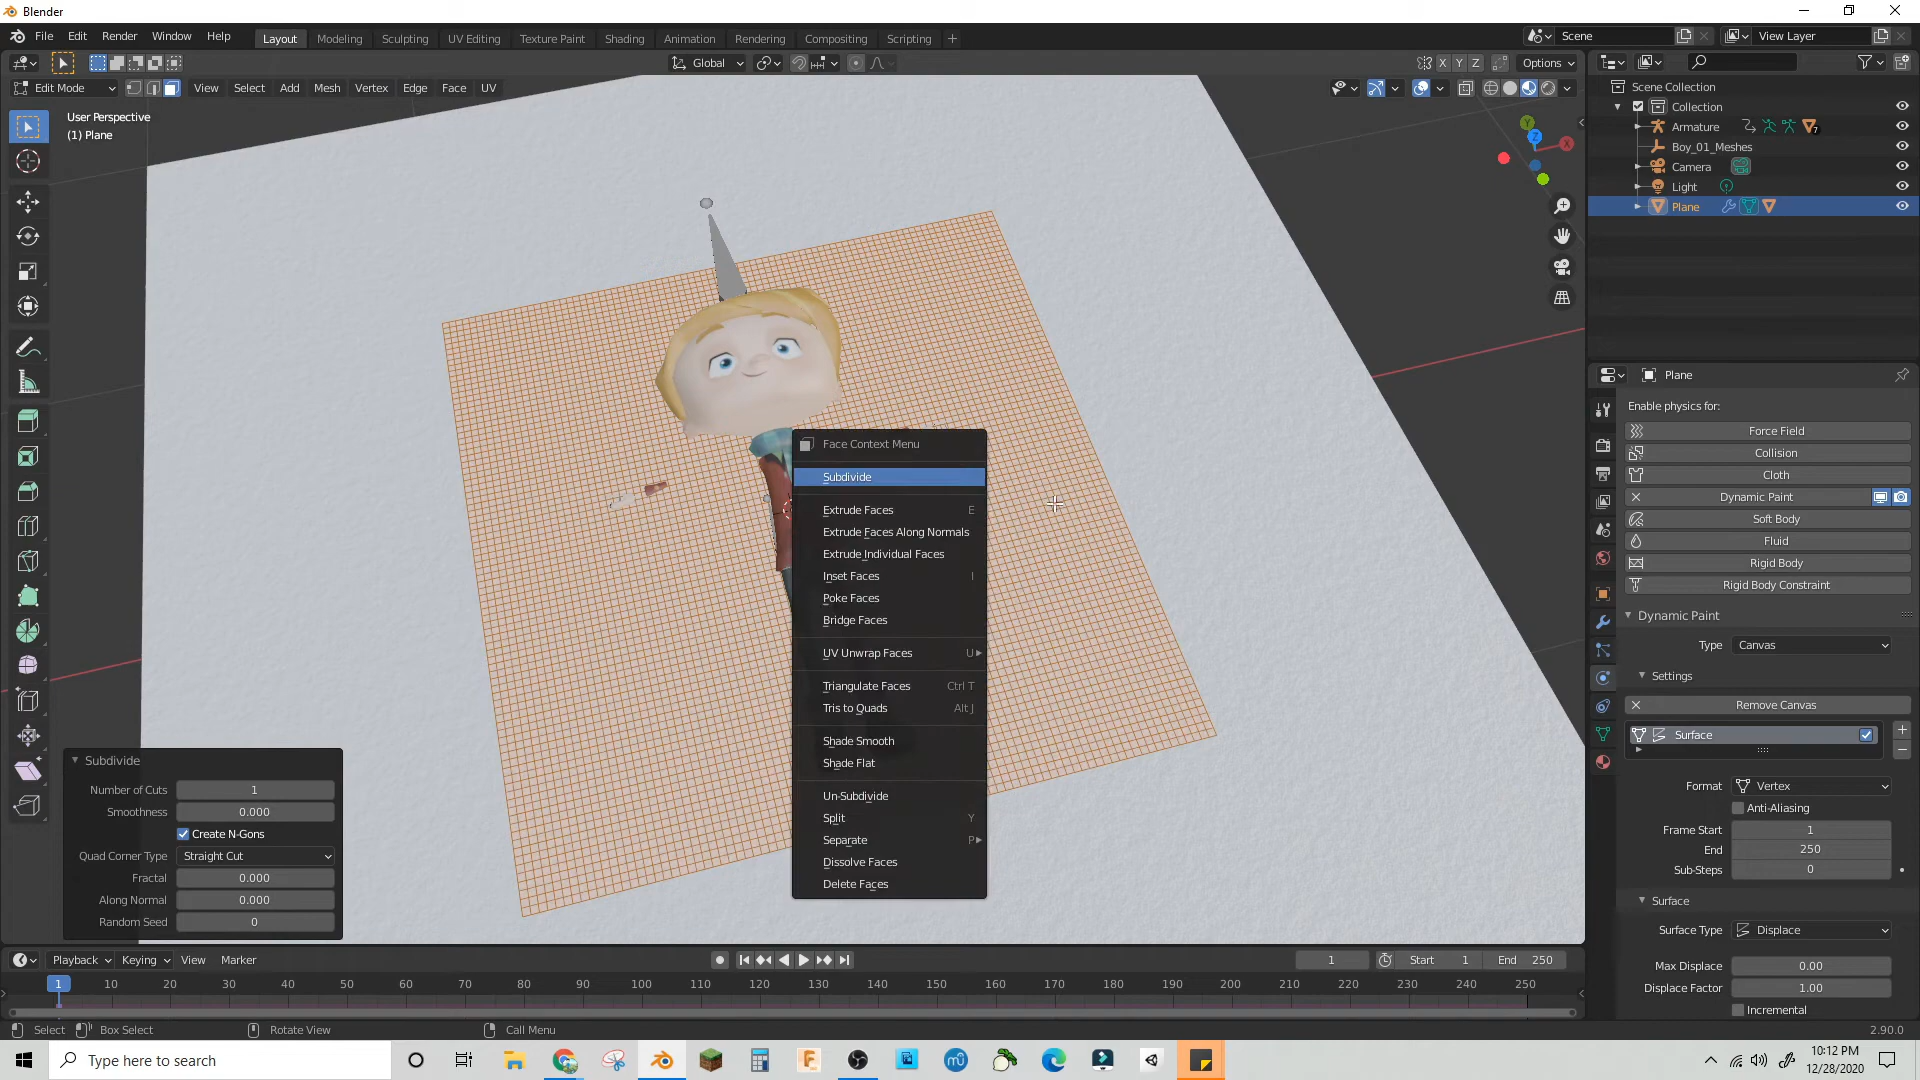 Blender
File Edit Render Window Help
Layout Modeling Sculpting UV Editing Texture Paint Shading Animation Rendering Compositing Scripting +
Scene
View Layer
Global
X Y Z
Options
Edit Mode
View Select Add Mesh Vertex Edge Face UV
User Perspective
(1) Plane
Y
Z
X
Scene Collection
Collection
Armature
7
Boy_01_Meshes
Camera
Light
Plane
Plane
Enable physics for:
Force Field
Collision
Cloth
Dynamic Paint
Soft Body
Fluid
Rigid Body
Rigid Body Constraint
Dynamic Paint
Type Canvas
Settings
Remove Canvas
Surface
Format Vertex
Anti-Aliasing
Frame Start 1
End 250
Sub-Steps 0
Surface
Surface Type Displace
Max Displace 0.00
Displace Factor 1.00
Incremental
Face Context Menu
Subdivide
Extrude Faces E
Extrude Faces Along Normals
Extrude Individual Faces
Inset Faces I
Poke Faces
Bridge Faces
UV Unwrap Faces U
Triangulate Faces Ctrl T
Tris to Quads Alt J
Shade Smooth
Shade Flat
Un-Subdivide
Split Y
Separate P
Dissolve Faces
Delete Faces
Subdivide
Number of Cuts 1
Smoothness 0.000
Create N-Gons
Quad Corner Type Straight Cut
Fractal 0.000
Along Normal 0.000
Random Seed 0
Playback Keying View Marker
1 Start 1 End 250
1 10 20 30 40 50 60 70 80 90 100 110 120 130 140 150 160 170 180 190 200 210 220 230 240 250
Select Box Select Rotate View Call Menu
2.90.0
Type here to search
10:12 PM
12/28/2020